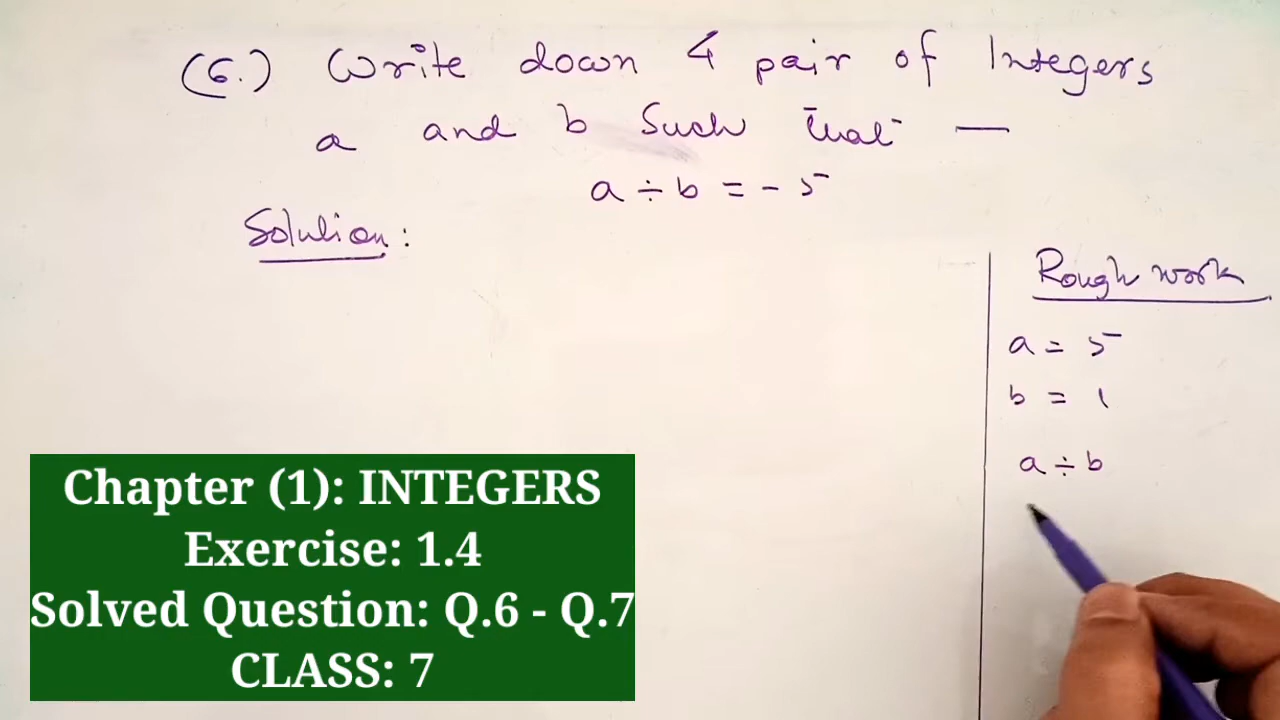 (6.) Write down 4 pair of Integers
a and b Such that —
a ÷ b = - 5
Solution:
Rough work
a = 5
b = 1
a ÷ b
Chapter (1): INTEGERS
Exercise: 1.4
Solved Question: Q.6 - Q.7
CLASS: 7